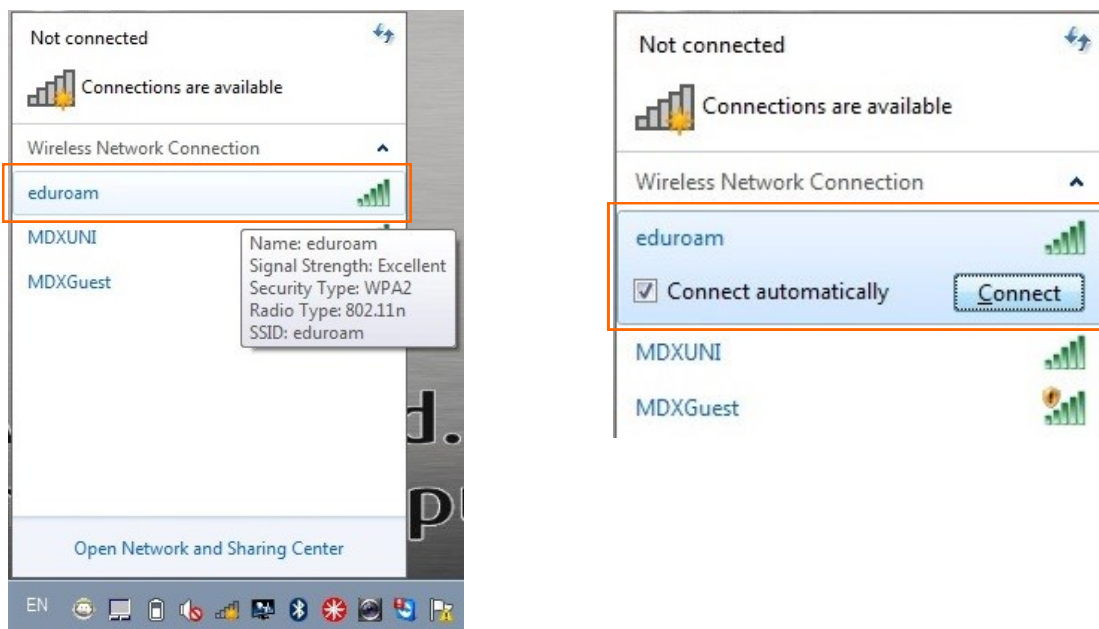 Not connected
Connections are available
Wireless Network Connection
eduroam
MDXUNI
MDXGuest
Name: eduroam
Signal Strength: Excellent
Security Type: WPA2
Radio Type: 802.11n
SSID: eduroam
d.
p
Open Network and Sharing Center
EN
Not connected
Connections are available
Wireless Network Connection
eduroam
Connect automatically
Connect
MDXUNI
MDXGuest